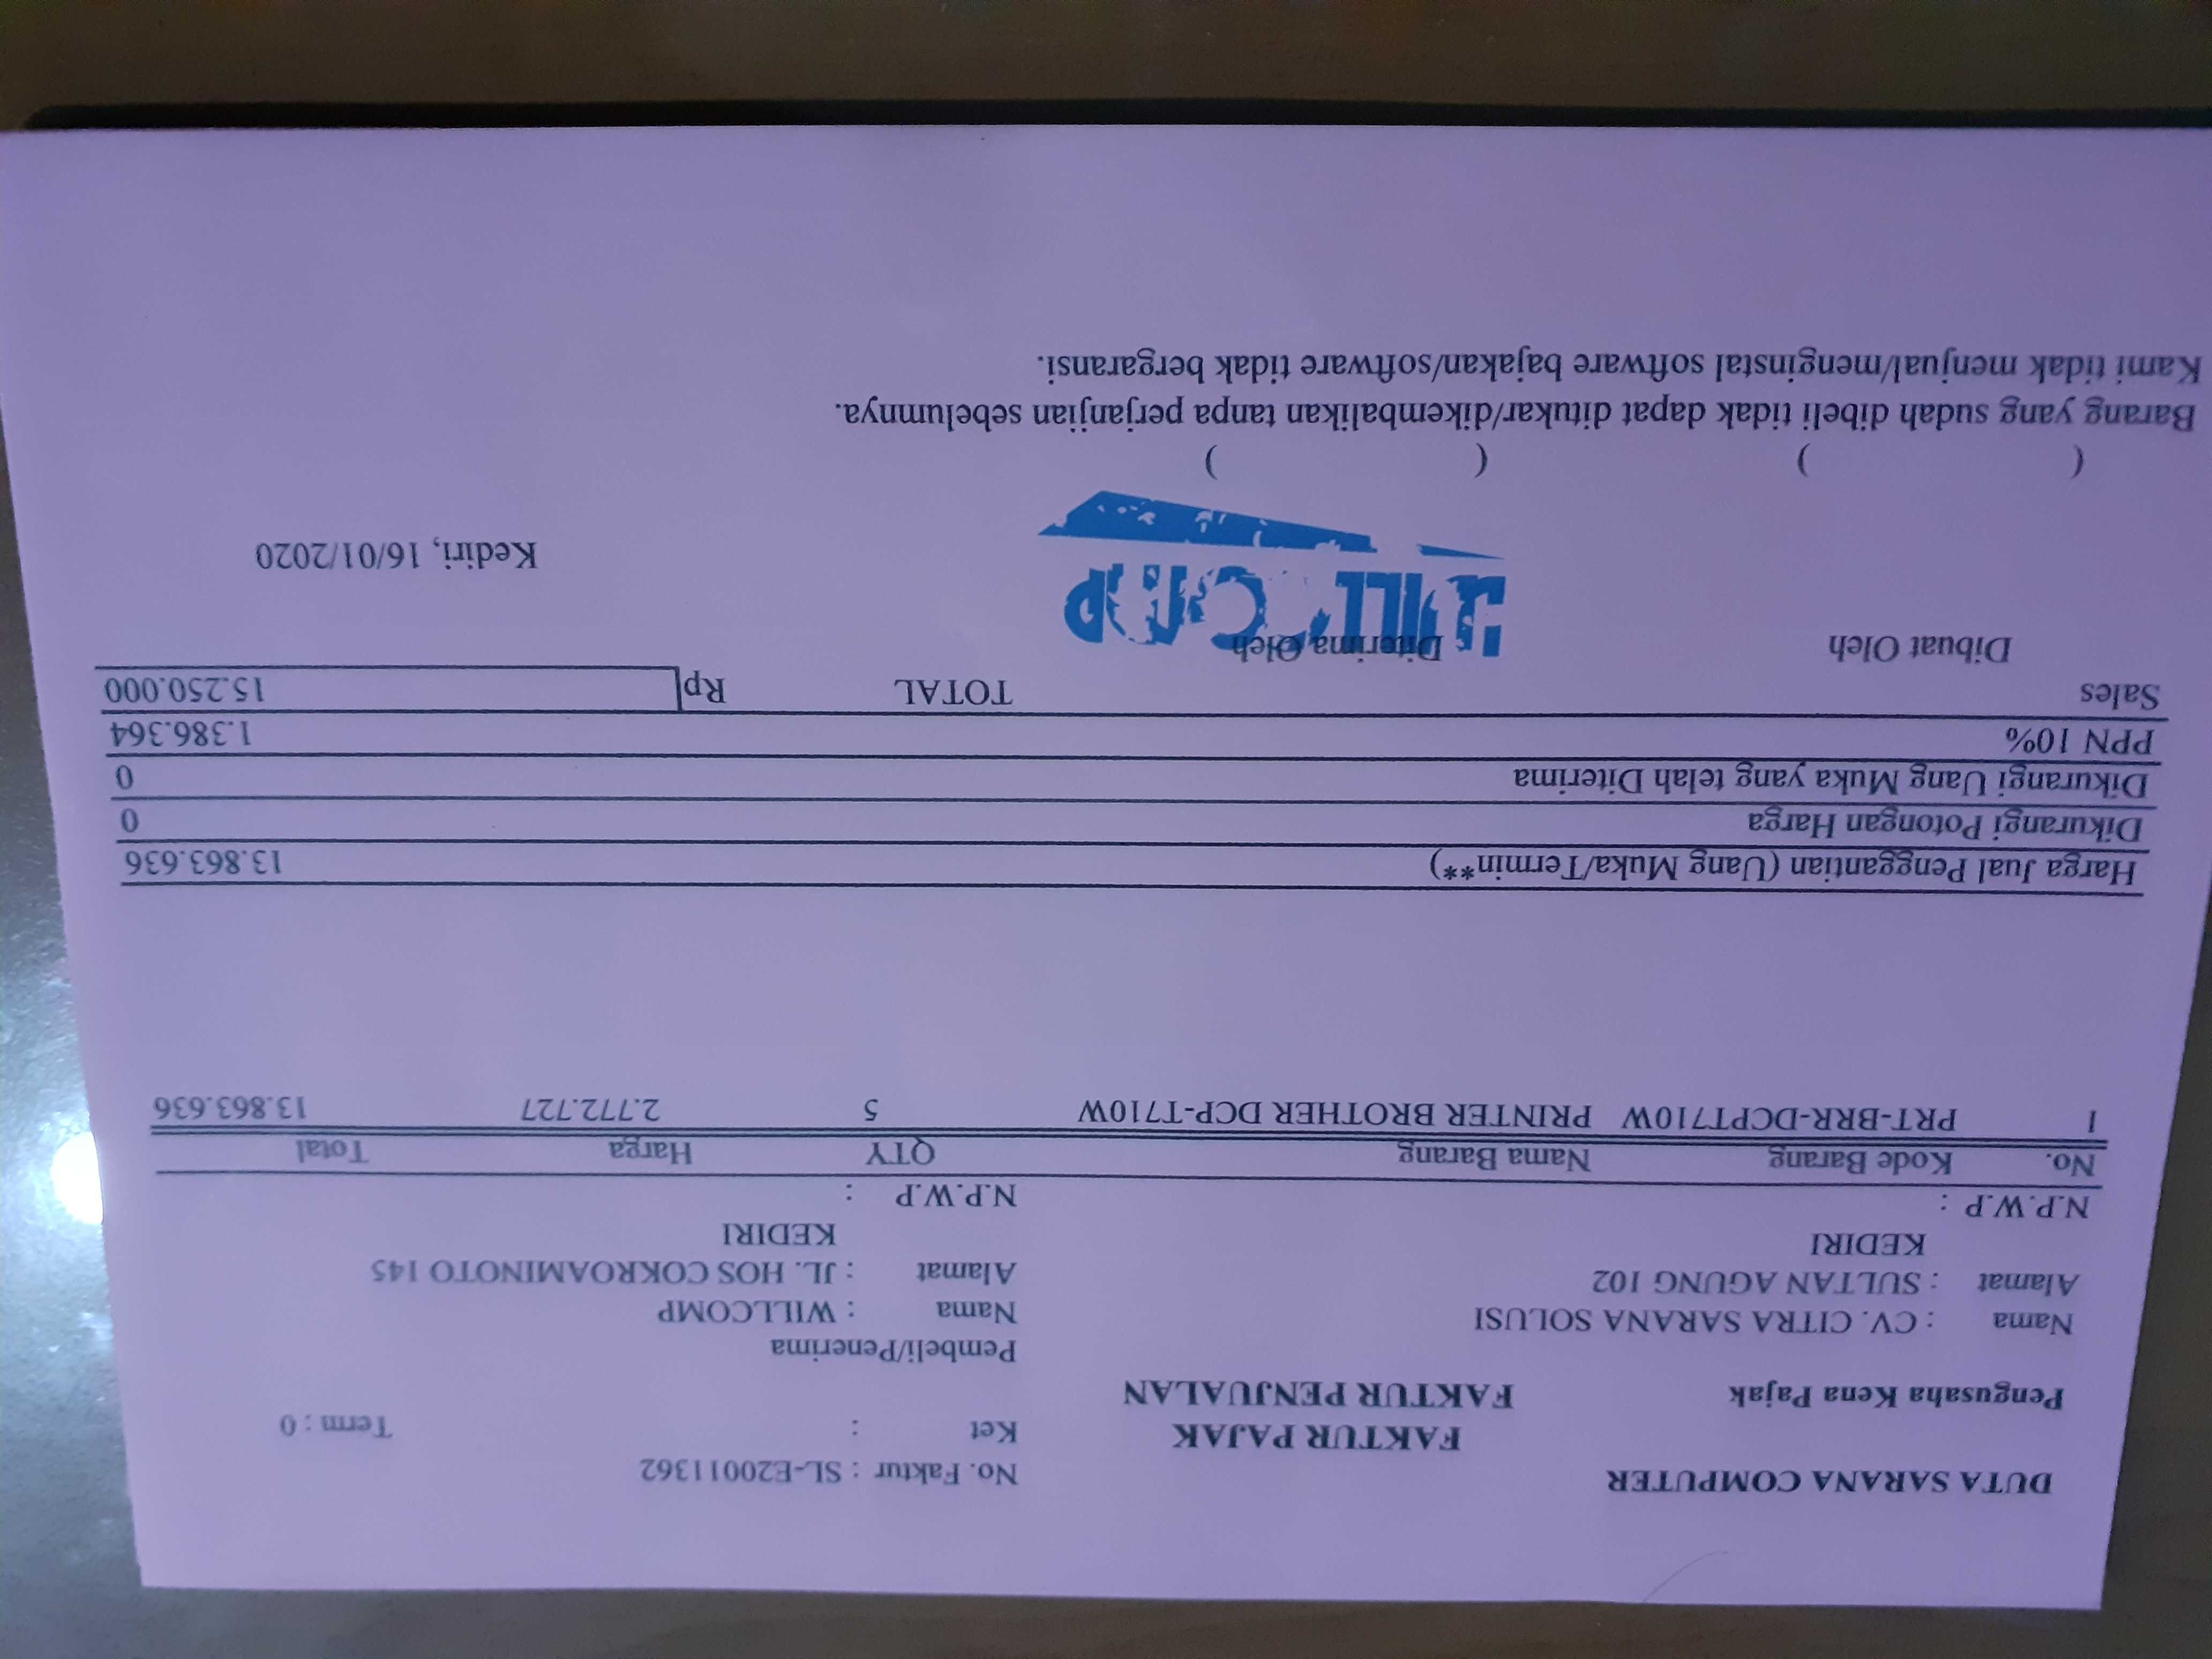 DUTA SARANA COMPUTER
No. Faktur : SL-E20011362
FAKTUR PAJAK
Ket : Term : 0
Pengusaha Kena Pajak FAKTUR PENJUALAN
Pembeli/Penerima
Nama : CV. CITRA SARANA SOLUSI Nama : WILLCOMP
Alamat : SULTAN AGUNG 102 Alamat : JL. HOS COKROAMINOTO 145
KEDIRI KEDIRI
N.P.W.P : N.P.W.P :
No. Kode Barang Nama Barang QTY Harga Total
1 PRT-BRR-DCPT710W PRINTER BROTHER DCP-T710W 5 2.772.727 13.863.636
Harga Jual Penggantian (Uang Muka/Termin**) 13.863.636
Dikurangi Potongan Harga 0
Dikurangi Uang Muka yang telah Diterima 0
PPN 10% 1.386.364
Sales TOTAL Rp 15.250.000
Dibuat Oleh Diterima Oleh
WILLCOMP
Kediri, 16/01/2020
( ) ( )
Barang yang sudah dibeli tidak dapat ditukar/dikembalikan tanpa perjanjian sebelumnya.
Kami tidak menjual/menginstal software bajakan/software tidak bergaransi.